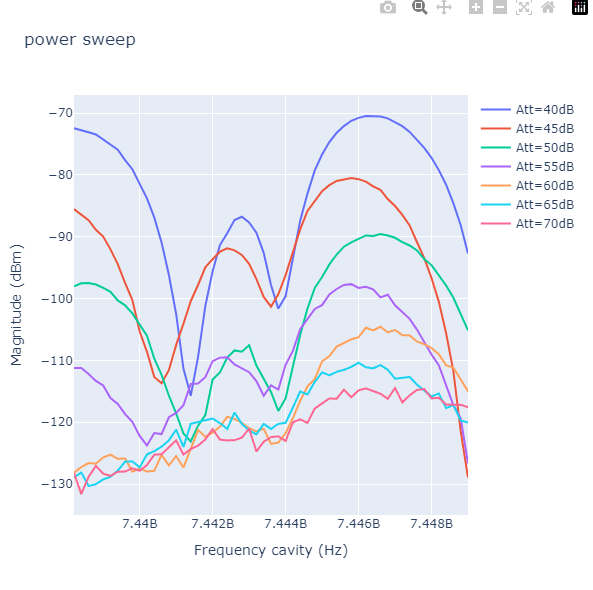 power sweep
−70
−80
−90
−100
−110
−120
−130
Magnitude (dBm)
7.44B
7.442B
7.444B
7.446B
7.448B
Frequency cavity (Hz)
Att=40dB
Att=45dB
Att=50dB
Att=55dB
Att=60dB
Att=65dB
Att=70dB